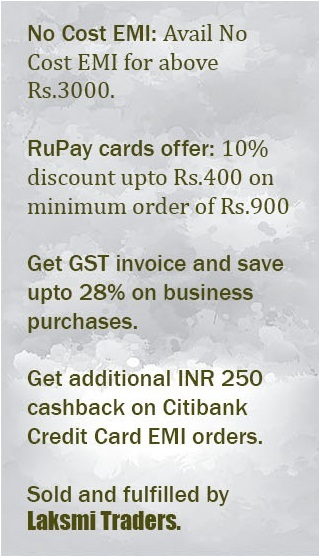 No Cost EMI: Avail No
Cost EMI for above
Rs.3000.
RuPay cards offer: 10%
discount upto Rs.400 on
minimum order of Rs.900
Get GST invoice and save
upto 28% on business
purchases.
Get additional INR 250
cashback on Citibank
Credit Card EMI orders.
Sold and fulfilled by
Laksmi Traders.